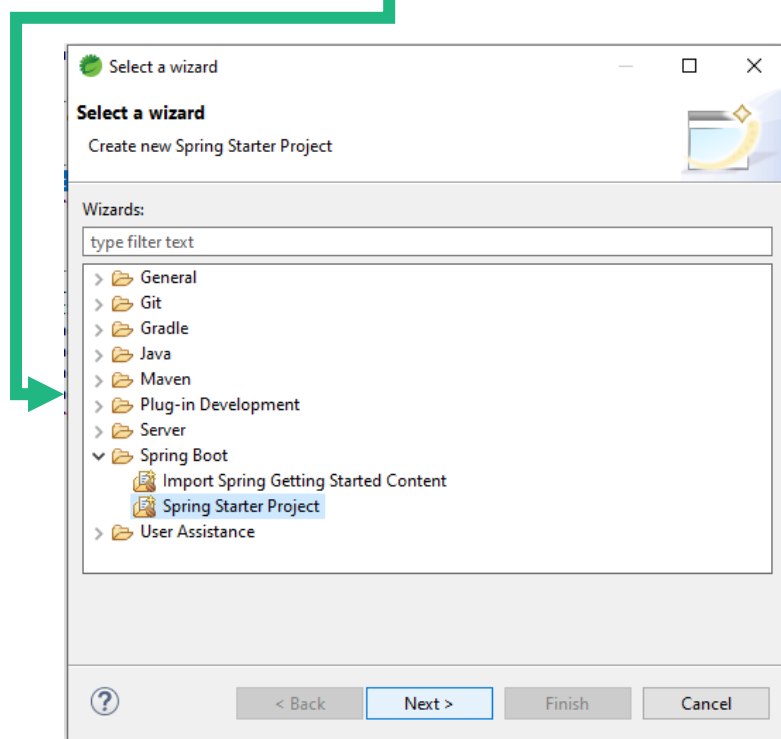 Select a wizard
Select a wizard
Create new Spring Starter Project
Wizards:
type filter text
General
Git
Gradle
Java
Maven
Plug-in Development
Server
Spring Boot
Import Spring Getting Started Content
Spring Starter Project
User Assistance
? < Back Next > Finish Cancel